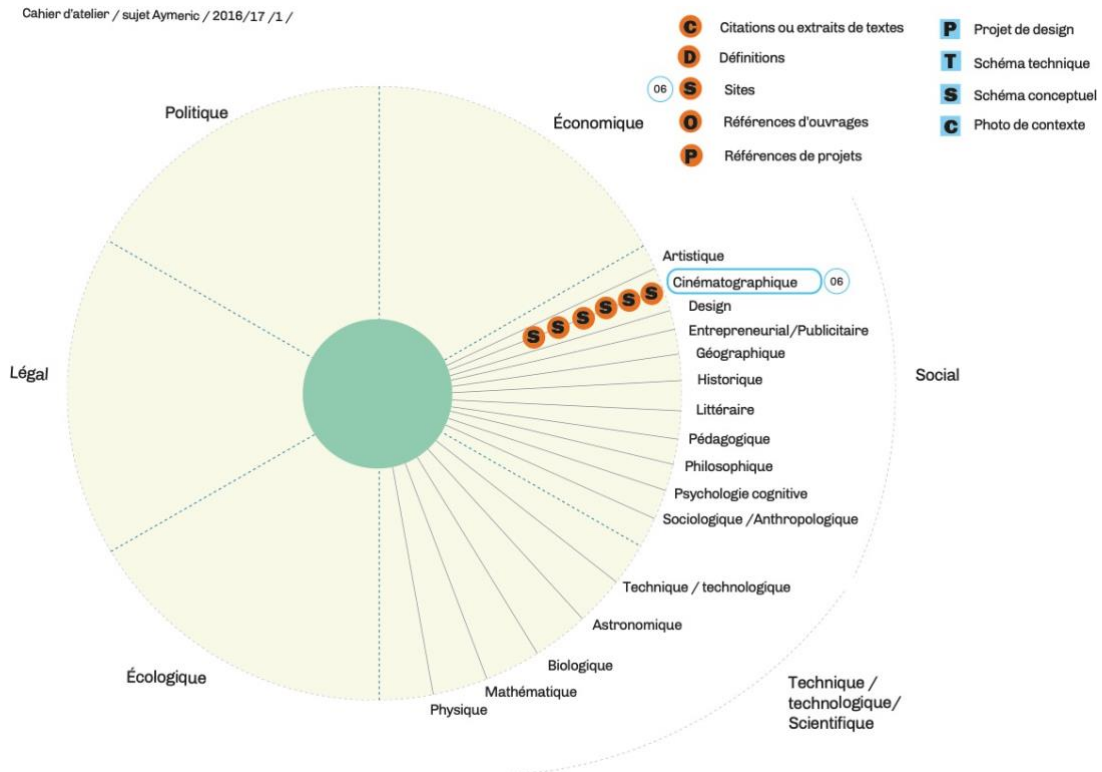 Cahier d'atelier / sujet Aymeric / 2016/17 /1 /
C Citations ou extraits de textes
D Définitions
06 S Sites
O Références d'ouvrages
P Références de projets
P Projet de design
T Schéma technique
S Schéma conceptuel
C Photo de contexte
Politique
Économique
Artistique
Cinématographique 06
S S S S S S
Design
Entrepreneurial/Publicitaire
Géographique
Historique
Littéraire
Pédagogique
Philosophique
Psychologie cognitive
Sociologique /Anthropologique
Légal
Social
Technique / technologique
Astronomique
Biologique
Mathématique
Physique
Écologique
Technique /
technologique/
Scientifique